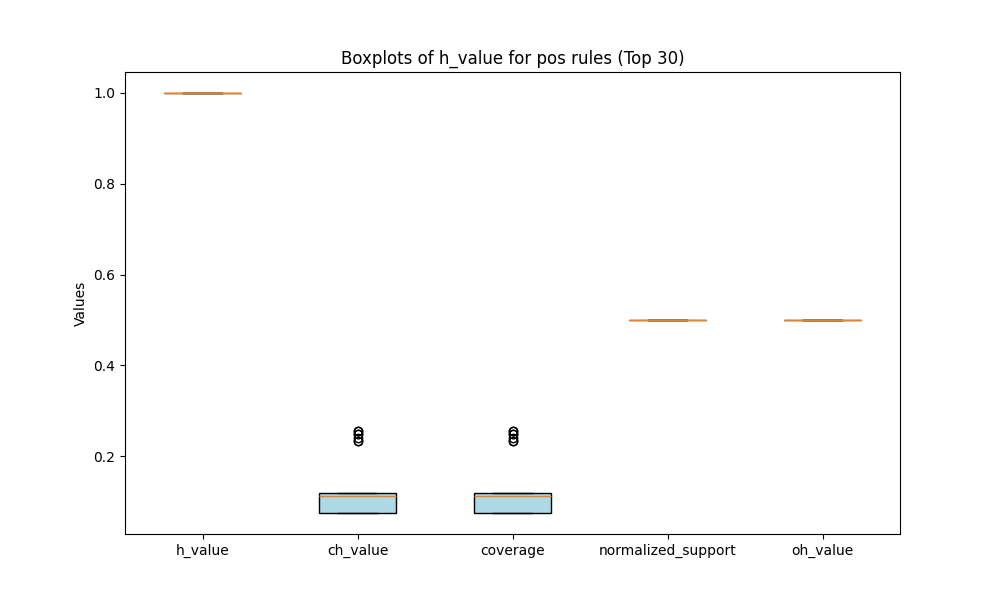 Boxplots of h_value for pos rules (Top 30)
Values
1.0
0.8
0.6
0.4
0.2
h_value
ch_value
coverage
normalized_support
oh_value